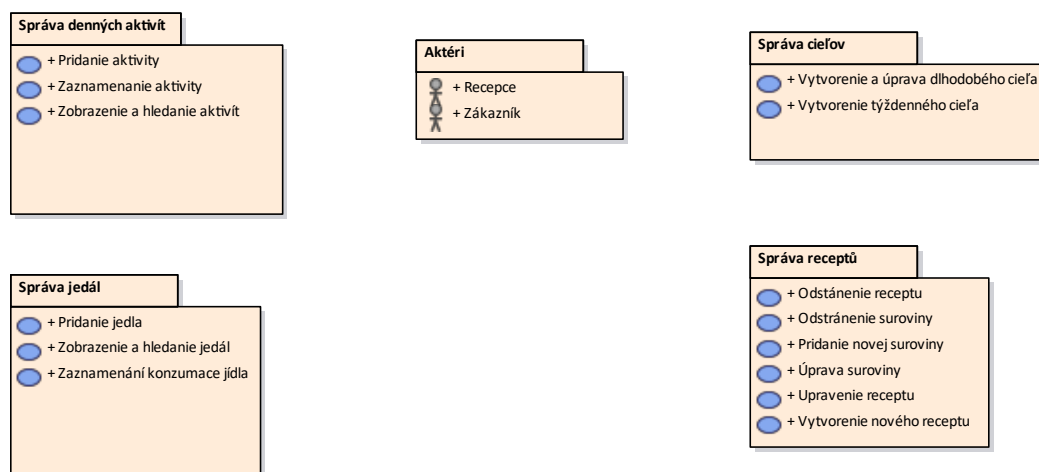 Správa denných aktivít
+ Pridanie aktivity
+ Zaznamenanie aktivity
+ Zobrazenie a hledanie aktivít
Aktéri
+ Recepce
+ Zákazník
Správa cieľov
+ Vytvorenie a úprava dlhodobého cieľa
+ Vytvorenie týždenného cieľa
Správa jedál
+ Pridanie jedla
+ Zobrazenie a hledanie jedál
+ Zaznamenání konzumace jídla
Správa receptů
+ Odstánenie receptu
+ Odstránenie suroviny
+ Pridanie novej suroviny
+ Úprava suroviny
+ Upravenie receptu
+ Vytvorenie nového receptu